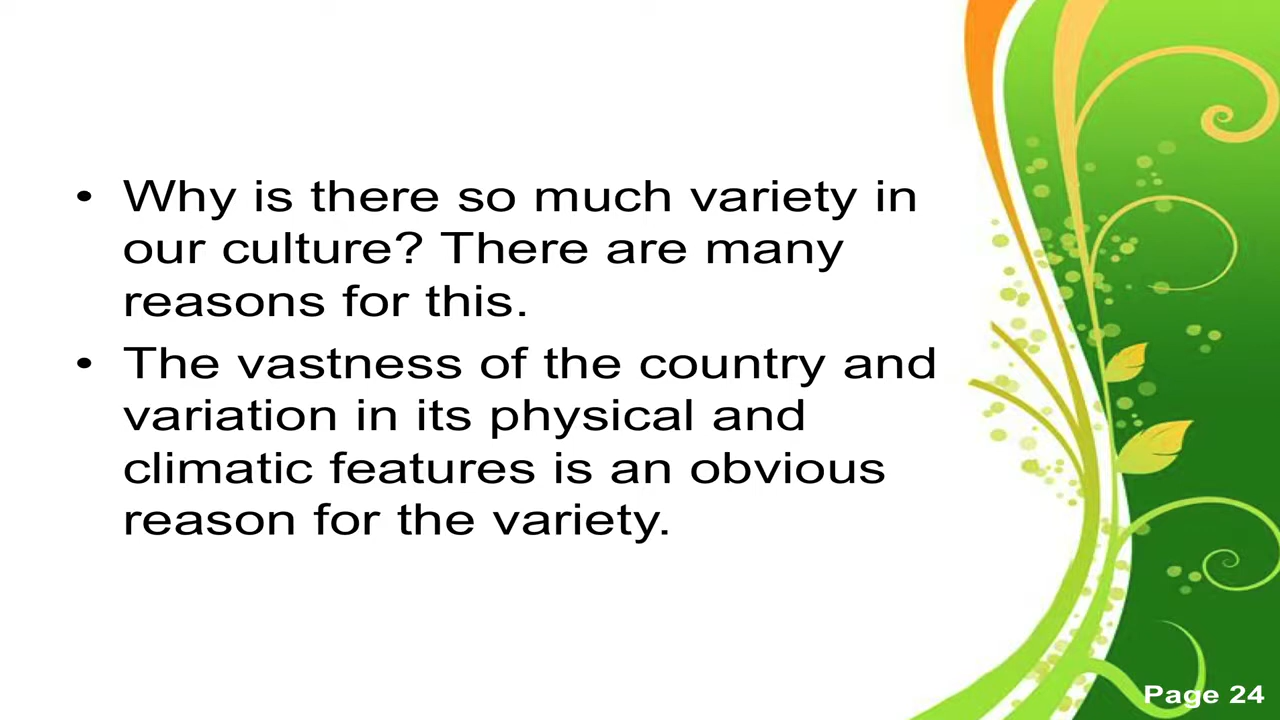 • Why is there so much variety in
our culture? There are many
reasons for this.
• The vastness of the country and
variation in its physical and
climatic features is an obvious
reason for the variety.
Page 24